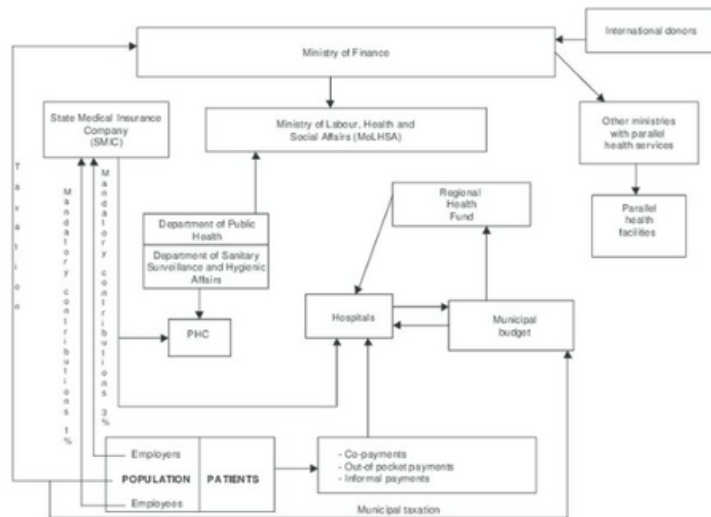 International donors
Ministry of Finance
State Medical Insurance
Company
(SMIC)
Ministry of Labour, Health and
Social Affairs (MoLHSA)
Other ministries
with parallel
health services
Taxation
Mandatory contributions 1%
Mandatory contributions 3%
Regional
Health
Fund
Parallel
health
facilities
Department of Public
Health
Department of Sanitary
Surveillance and Hygienic
Affairs
PHC
Hospitals
Municipal
budget
Employers
POPULATION
PATIENTS
Employees
- Co-payments
- Out-of pocket payments
- Informal payments
Municipal taxation